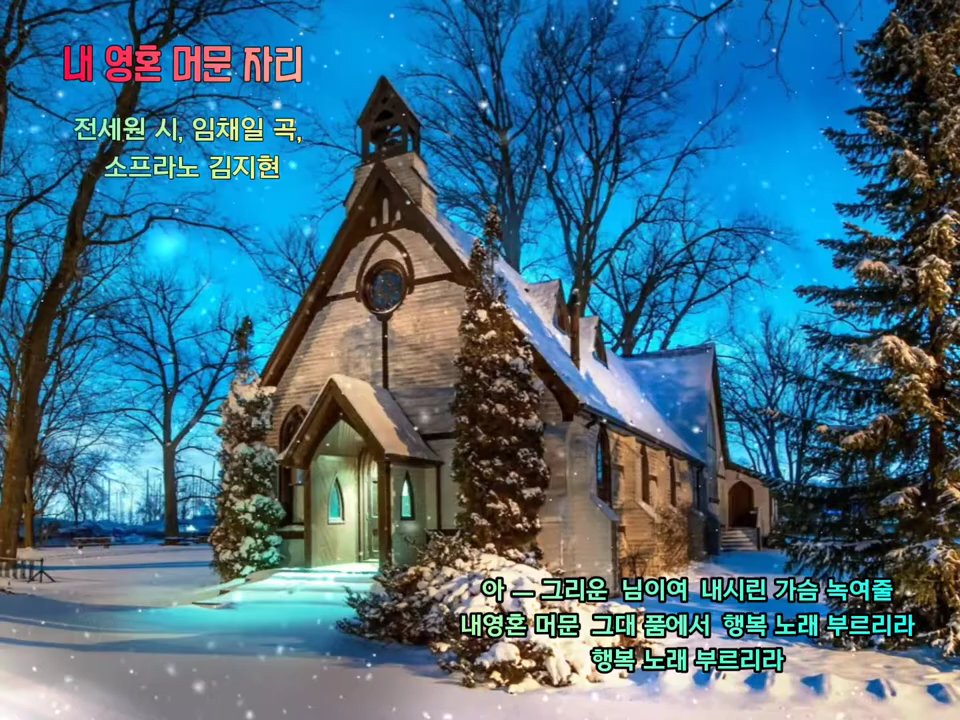 내 영혼 머문 자리
전세원 시, 임채일 곡,
소프라노 김지현
아 — 그리운 님이여 내시린 가슴 녹여줄
내영혼 머문 그대 품에서 행복 노래 부르리라
행복 노래 부르리라